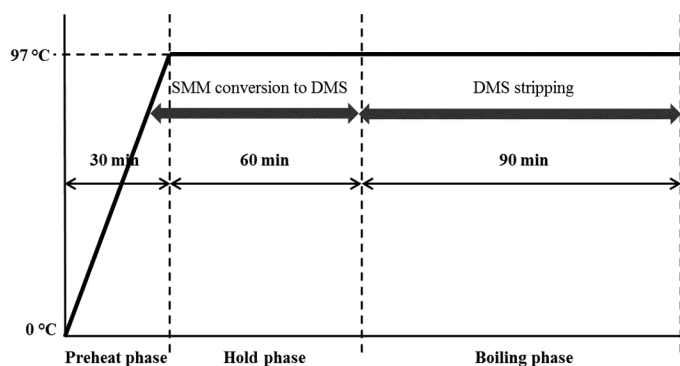 97 °C
SMM conversion to DMS
DMS stripping
30 min
60 min
90 min
0 °C
Preheat phase
Hold phase
Boiling phase